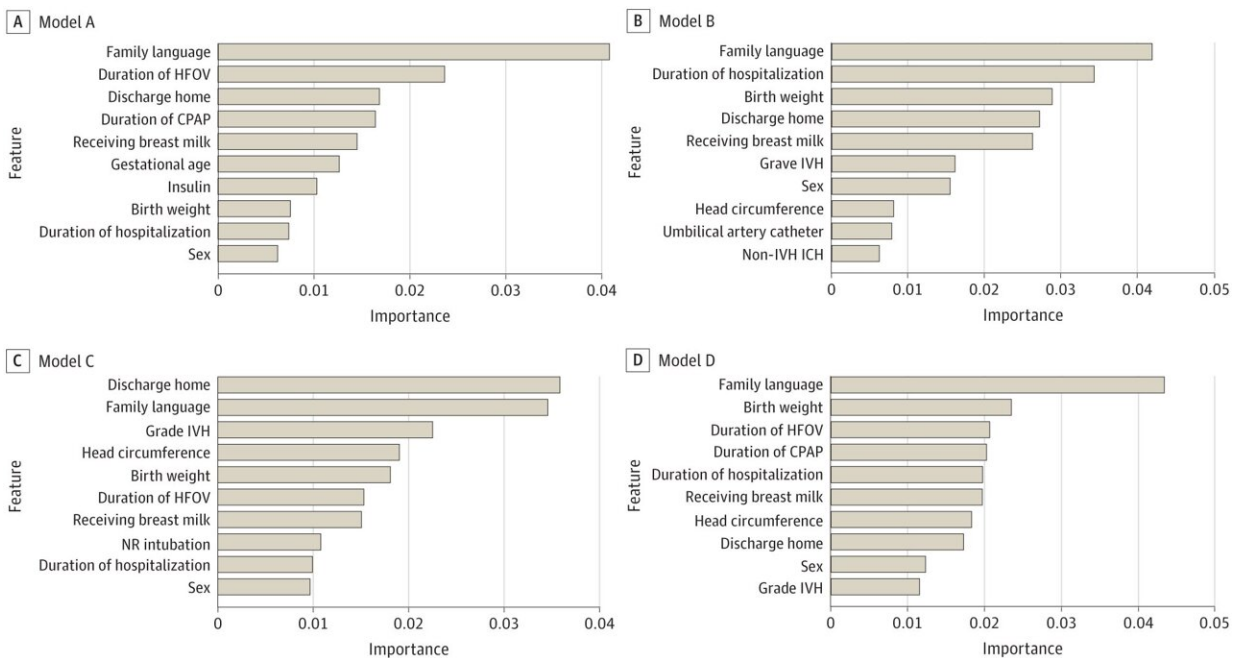 A Model A
Feature
Family language
Duration of HFOV
Discharge home
Duration of CPAP
Receiving breast milk
Gestational age
Insulin
Birth weight
Duration of hospitalization
Sex
0 0.01 0.02 0.03 0.04
Importance
B Model B
Feature
Family language
Duration of hospitalization
Birth weight
Discharge home
Receiving breast milk
Grave IVH
Sex
Head circumference
Umbilical artery catheter
Non-IVH ICH
0 0.01 0.02 0.03 0.04 0.05
Importance
C Model C
Feature
Discharge home
Family language
Grade IVH
Head circumference
Birth weight
Duration of HFOV
Receiving breast milk
NR intubation
Duration of hospitalization
Sex
0 0.01 0.02 0.03 0.04
Importance
D Model D
Feature
Family language
Birth weight
Duration of HFOV
Duration of CPAP
Duration of hospitalization
Receiving breast milk
Head circumference
Discharge home
Sex
Grade IVH
0 0.01 0.02 0.03 0.04 0.05
Importance